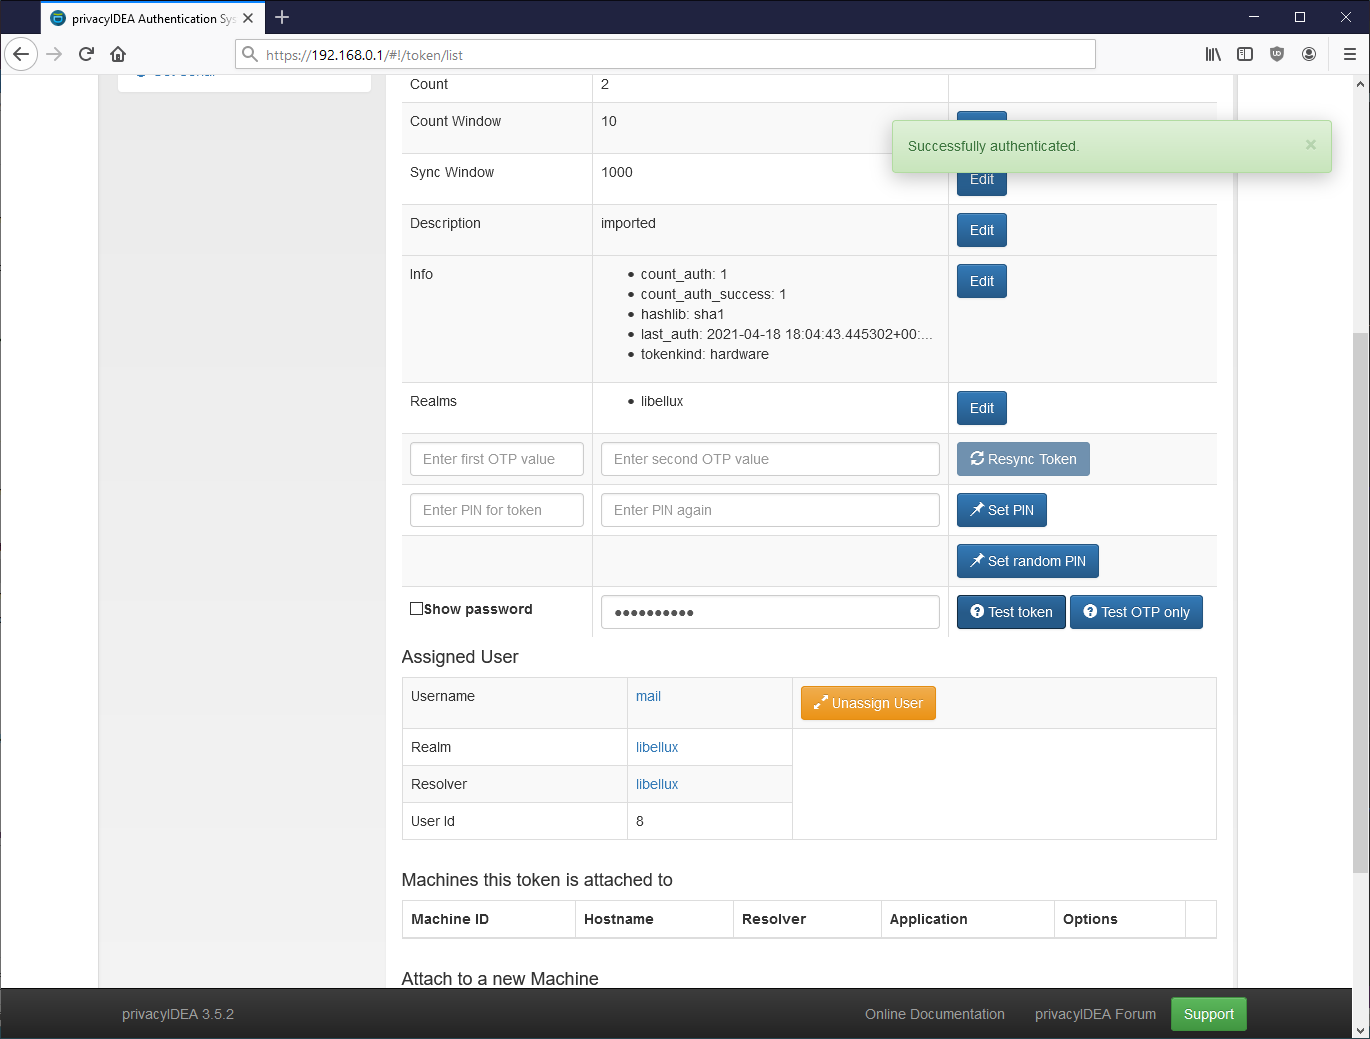 privacyIDEA Authentication Sys
https://192.168.0.1/#!/token/list
Count 2
Count Window 10
Successfully authenticated. ×
Sync Window 1000 Edit
Description imported Edit
Info
• count_auth: 1
• count_auth_success: 1
• hashlib: sha1
• last_auth: 2021-04-18 18:04:43.445302+00:...
• tokenkind: hardware
Edit
Realms • libellux Edit
Enter first OTP value Enter second OTP value Resync Token
Enter PIN for token Enter PIN again Set PIN
Set random PIN
Show password •••••••••• Test token Test OTP only
Assigned User
Username mail Unassign User
Realm libellux
Resolver libellux
User Id 8
Machines this token is attached to
Machine ID Hostname Resolver Application Options
Attach to a new Machine
privacyIDEA 3.5.2 Online Documentation privacyIDEA Forum Support